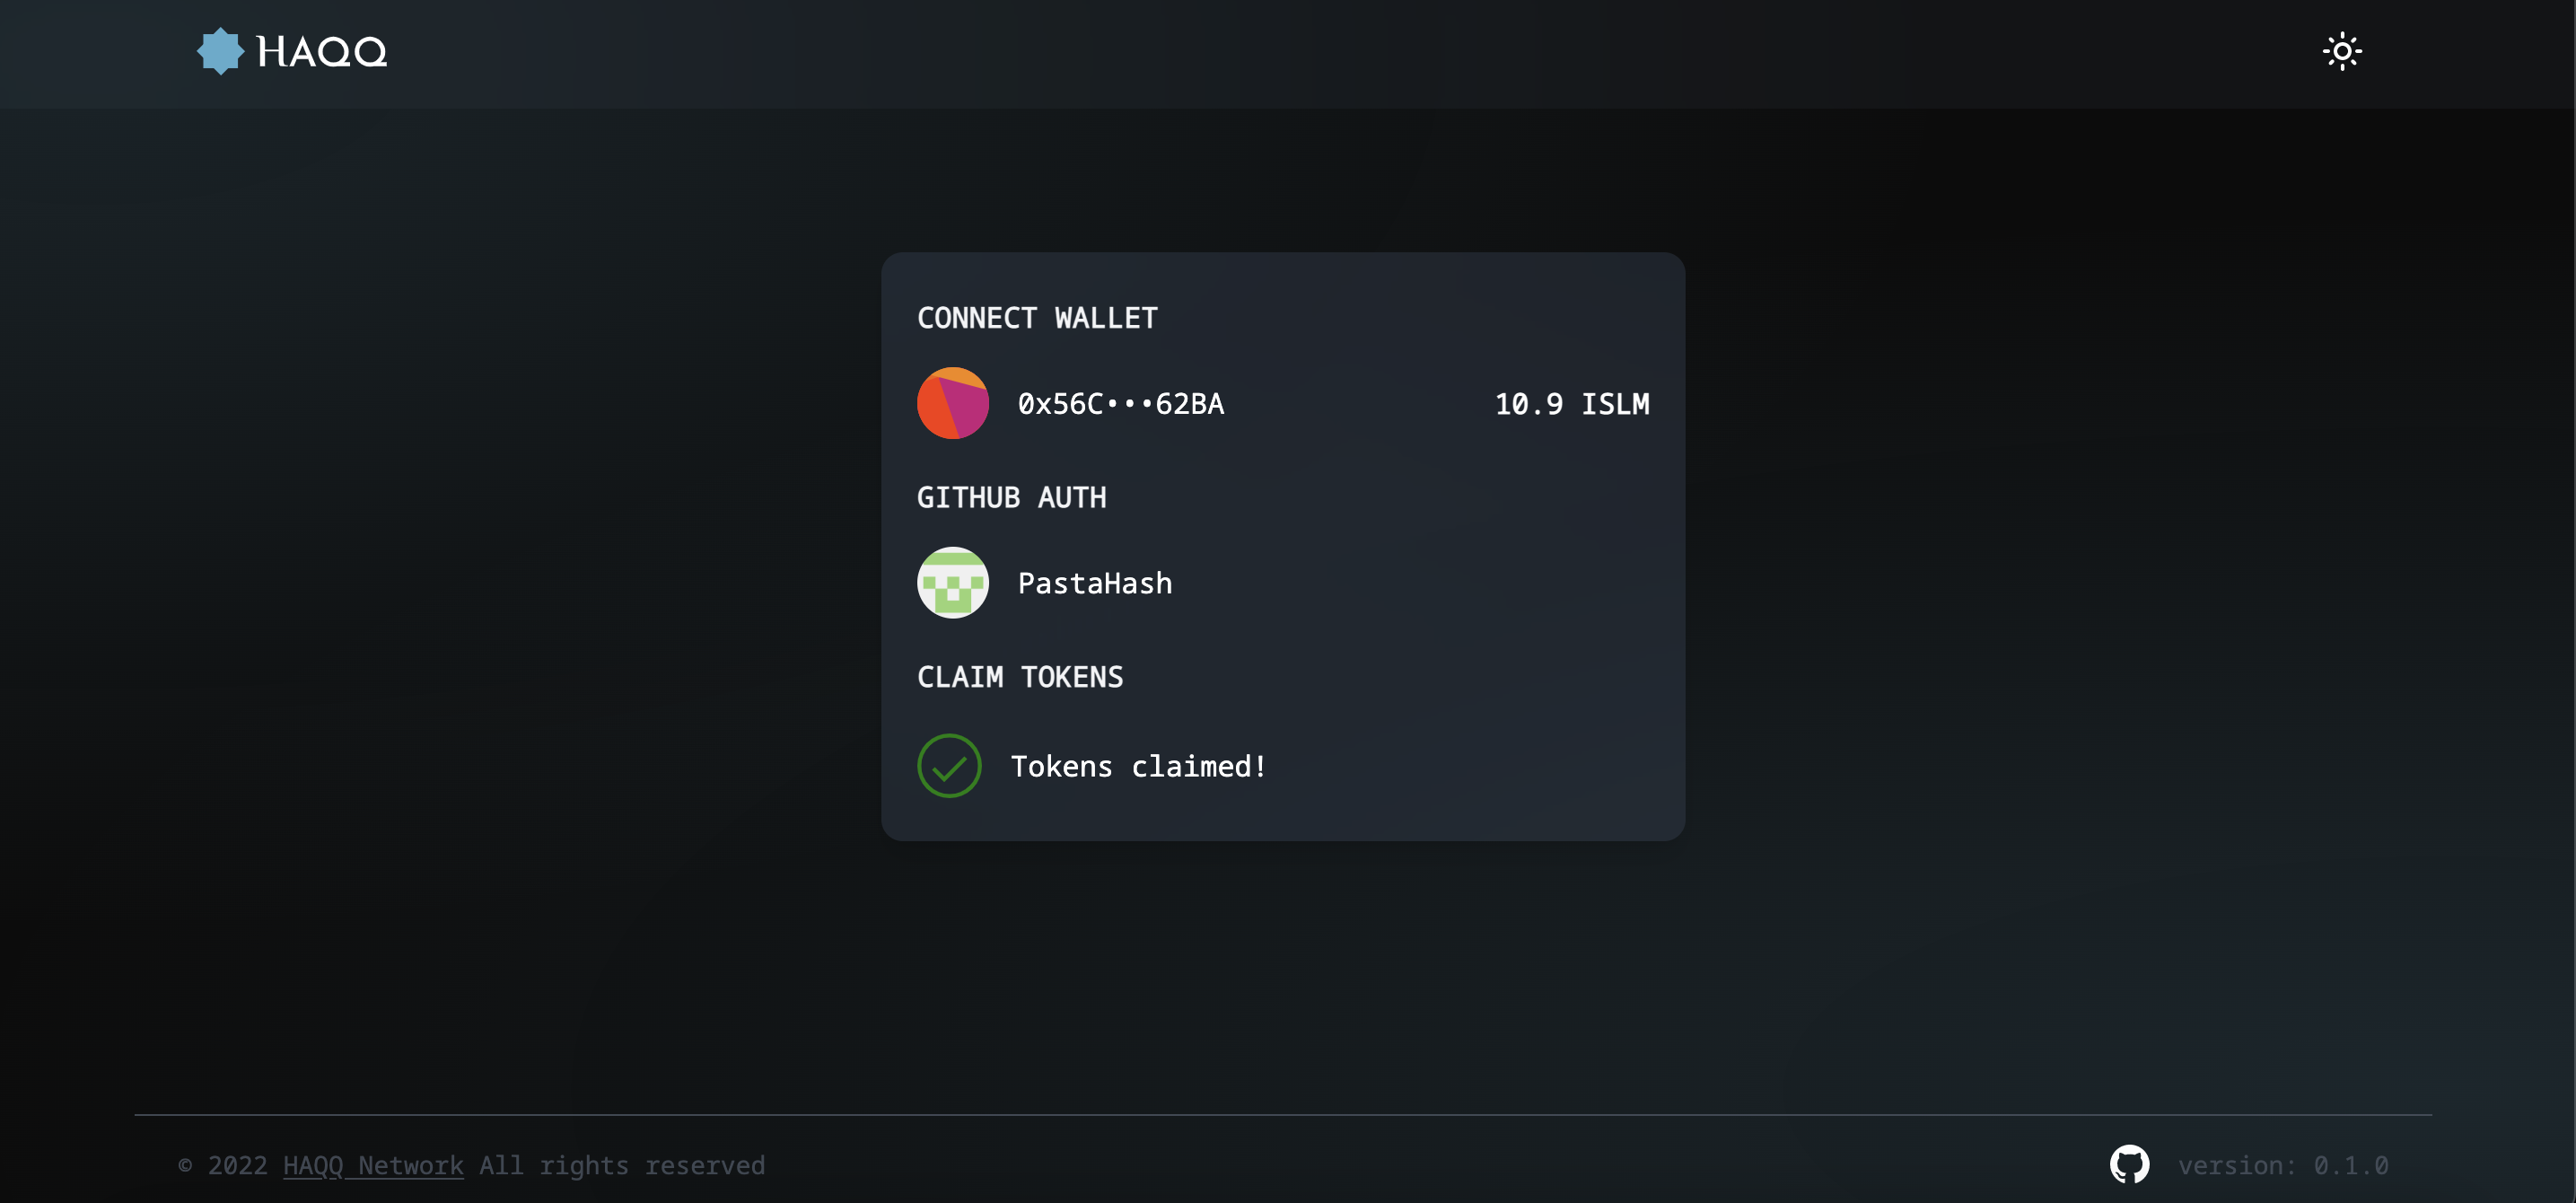 HAQQ
CONNECT WALLET
0x56C•••62BA
10.9 ISLM
GITHUB AUTH
PastaHash
CLAIM TOKENS
Tokens claimed!
© 2022 HAQQ Network All rights reserved
version: 0.1.0